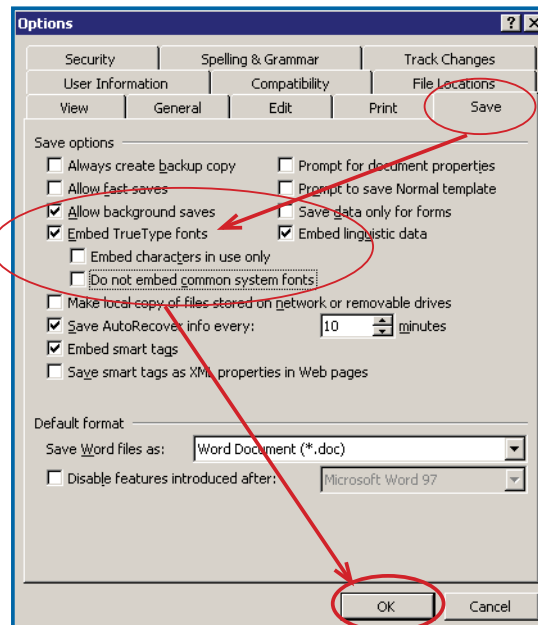 Options
Security Spelling & Grammar Track Changes
User Information Compatibility File Locations
View General Edit Print Save
Save options
Always create backup copy Prompt for document properties
Allow fast saves Prompt to save Normal template
Allow background saves Save data only for forms
Embed TrueType fonts Embed linguistic data
Embed characters in use only
Do not embed common system fonts
Make local copy of files stored on network or removable drives
Save AutoRecover info every: 10 minutes
Embed smart tags
Save smart tags as XML properties in Web pages
Default format
Save Word files as: Word Document (*.doc)
Disable features introduced after: Microsoft Word 97
OK Cancel